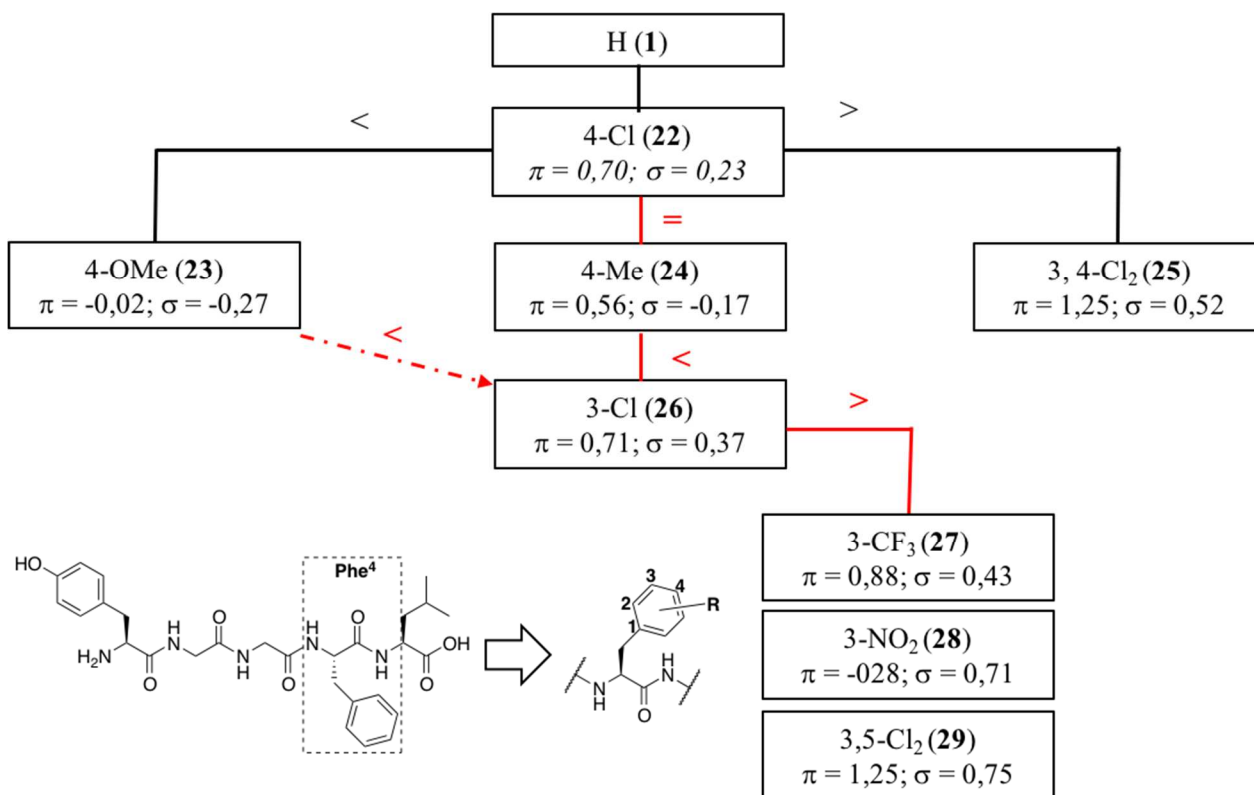 H (1)
<
>
4-Cl (22)
π = 0,70; σ = 0,23
=
4-OMe (23)
π = -0,02; σ = -0,27
4-Me (24)
π = 0,56; σ = -0,17
3, 4-Cl₂ (25)
π = 1,25; σ = 0,52
<
<
3-Cl (26)
π = 0,71; σ = 0,37
>
3-CF₃ (27)
π = 0,88; σ = 0,43
3-NO₂ (28)
π = -028; σ = 0,71
3,5-Cl₂ (29)
π = 1,25; σ = 0,75
Phe⁴
HO
H₂N
O
H
N
O
N
H
O
H
N
O
N
H
O
OH
1
2
3
4
R
N
H
O
H
N